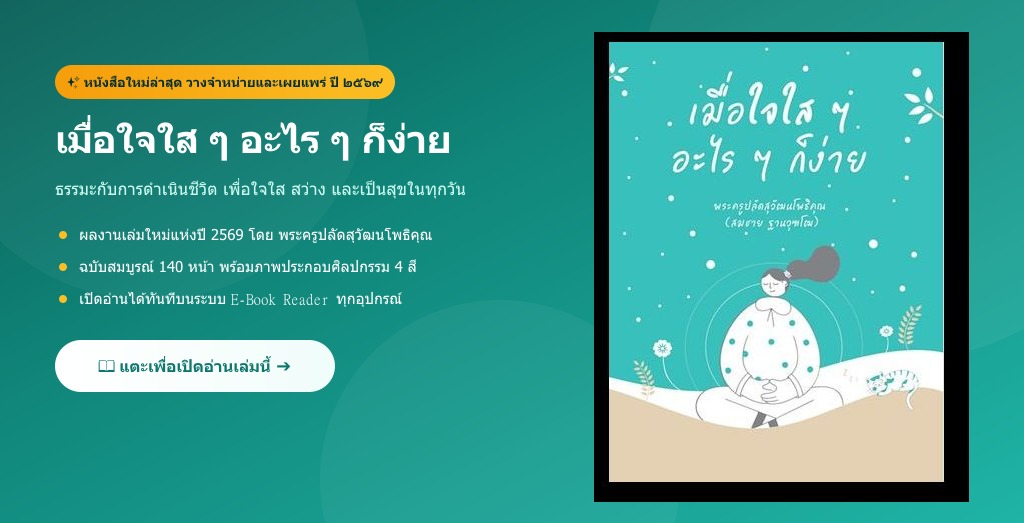 หนังสือใหม่ล่าสุด วางจำหน่ายและเผยแพร่ ปี ๒๕๖๙
เมื่อใจใส ๆ อะไร ๆ ก็ง่าย
ธรรมะกับการดำเนินชีวิต เพื่อใจใส สว่าง และเป็นสุขในทุกวัน
ผลงานเล่มใหม่แห่งปี 2569 โดย พระครูปลัดสุวัฒนโพธิคุณ
ฉบับสมบูรณ์ 140 หน้า พร้อมภาพประกอบศิลปกรรม 4 สี
เปิดอ่านได้ทันทีบนระบบ E-Book Reader ทุกอุปกรณ์
แตะเพื่อเปิดอ่านเล่มนี้ →
เมื่อใจใส ๆ
อะไร ๆ ก็ง่าย
พระครูปลัดสุวัฒนโพธิคุณ
(สมชาย ฐานวุฑฺโฒ)